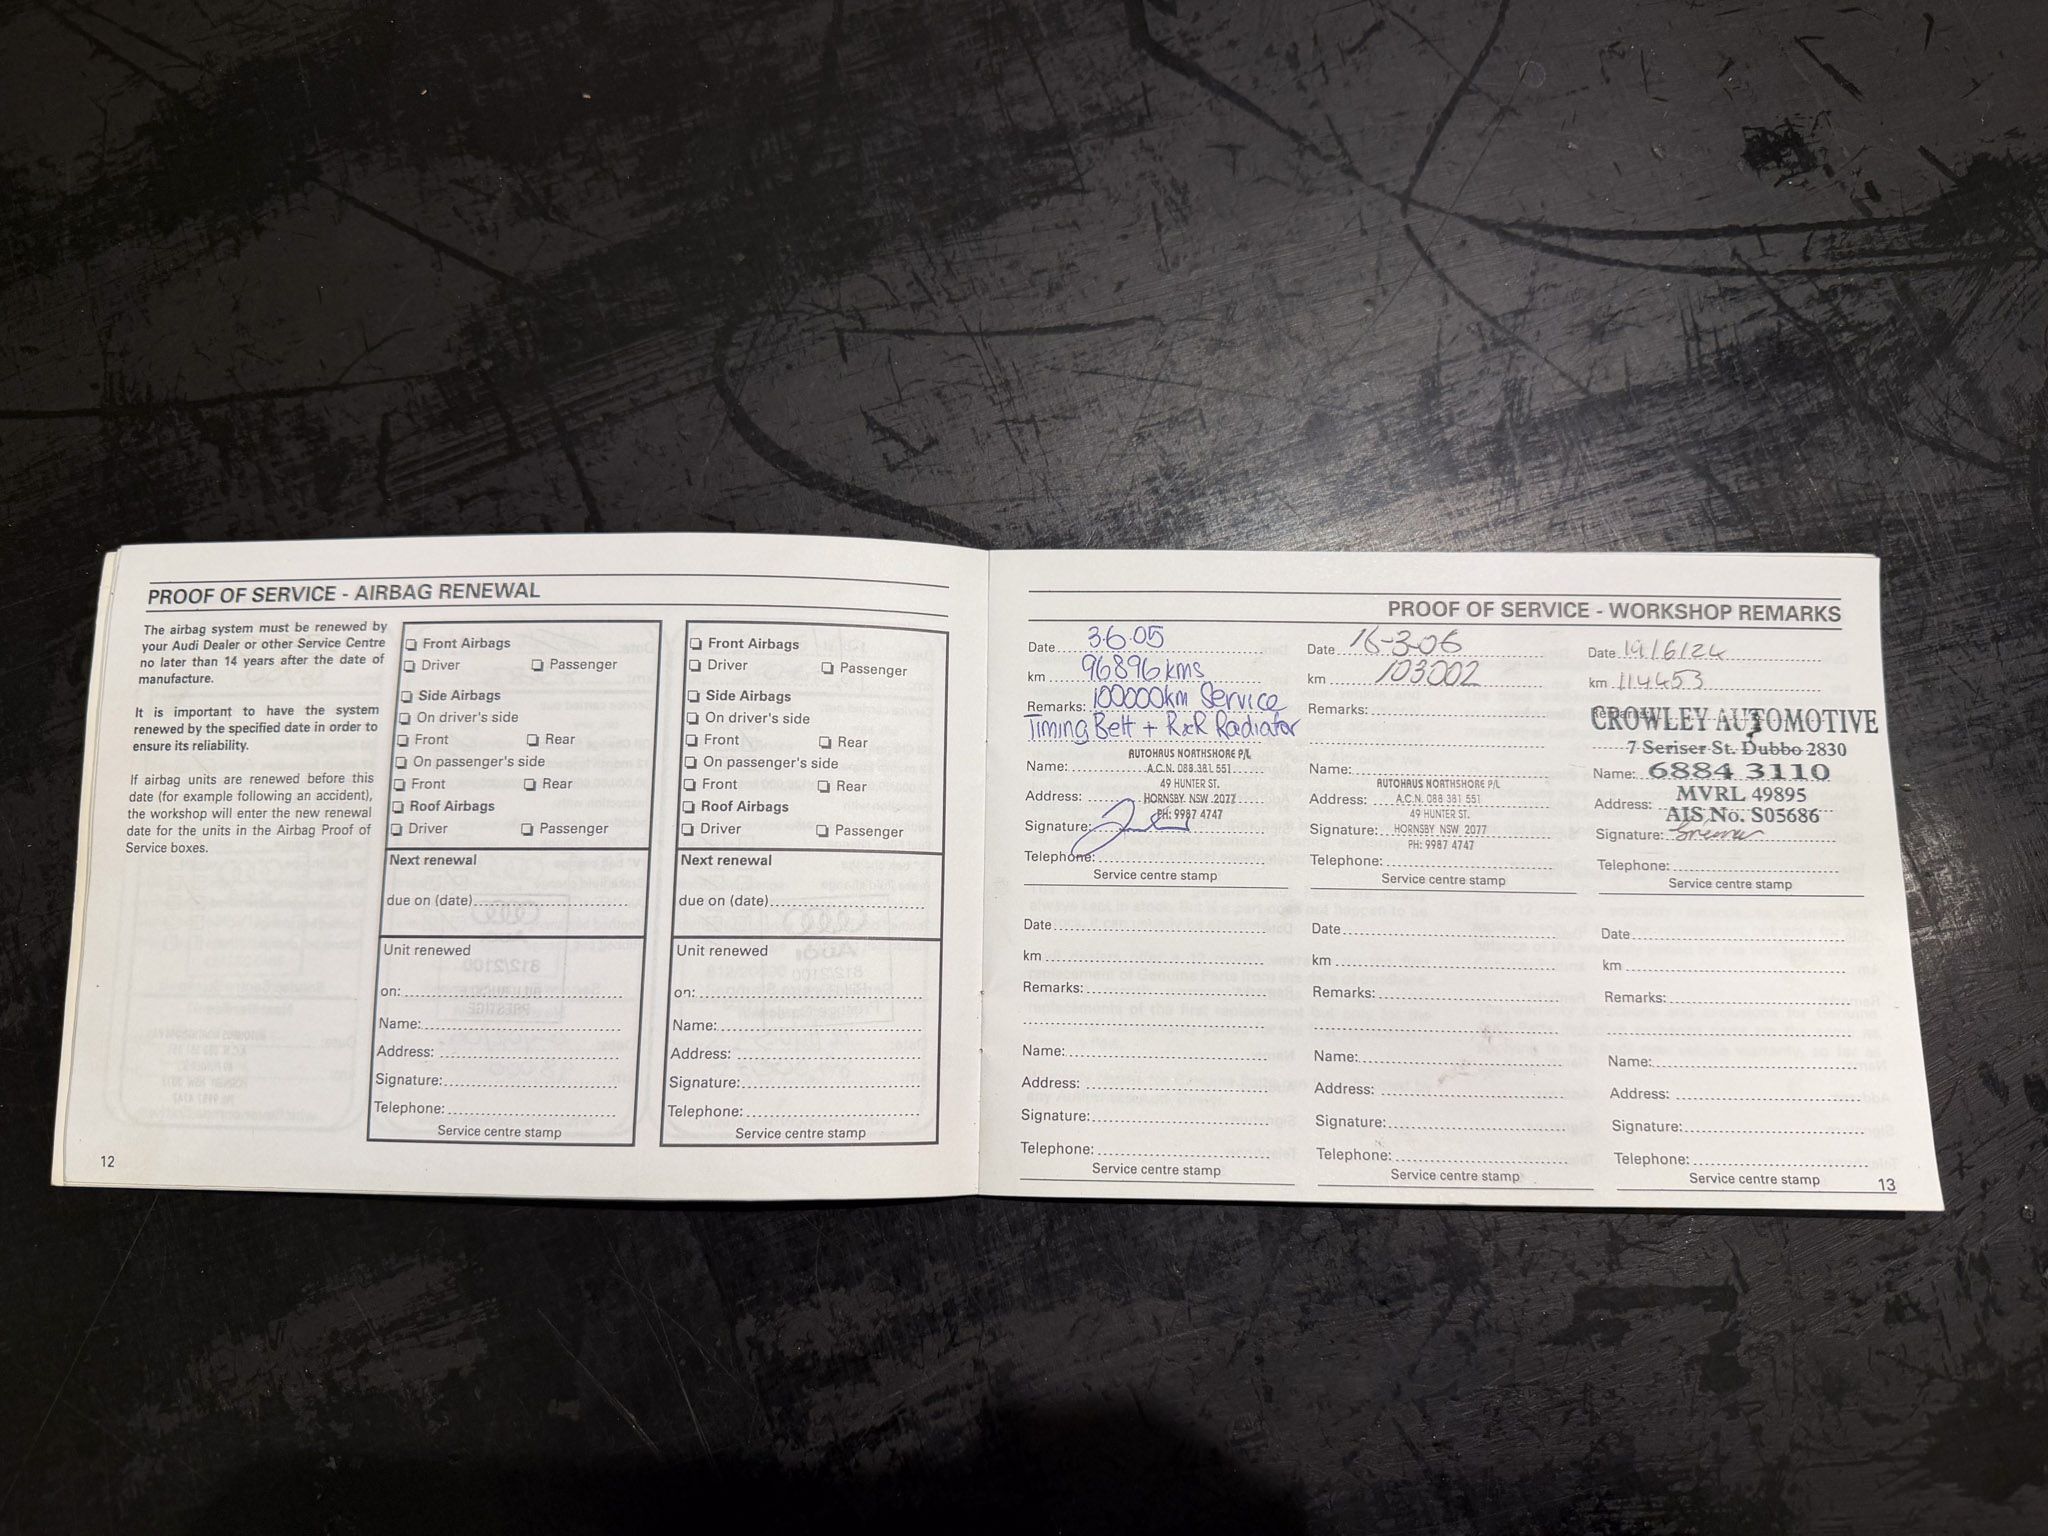 PROOF OF SERVICE - AIRBAG RENEWAL
The airbag system must be renewed by
your Audi Dealer or other Service Centre
no later than 14 years after the date of
manufacture.
It is important to have the system
renewed by the specified date in order to
ensure its reliability.
If airbag units are renewed before this
date (for example following an accident),
the workshop will enter the new renewal
date for the units in the Airbag Proof of
Service boxes.
Front Airbags
Driver Passenger
Side Airbags
On driver's side
Front Rear
On passenger's side
Front Rear
Roof Airbags
Driver Passenger
Next renewal
due on (date)
Unit renewed
on:
Name:
Address:
Signature:
Telephone:
Service centre stamp
Front Airbags
Driver Passenger
Side Airbags
On driver's side
Front Rear
On passenger's side
Front Rear
Roof Airbags
Driver Passenger
Next renewal
due on (date)
Unit renewed
on:
Name:
Address:
Signature:
Telephone:
Service centre stamp
12
PROOF OF SERVICE - WORKSHOP REMARKS
Date 3.6.05
km 96896 kms
Remarks: 100000km Service
Timing Belt + R&R Radiator
AUTOHAUS NORTHSHORE P/L
Name: A.C.N. 088 381 551
49 HUNTER ST.
Address: HORNSBY NSW 2077
PH: 9987 4747
Signature:
Telephone:
Service centre stamp
Date 16-3-06
km 103002
Remarks:
Name:
AUTOHAUS NORTHSHORE P/L
Address: A.C.N. 088 381 551
49 HUNTER ST.
Signature: HORNSBY NSW 2077
PH: 9987 4747
Telephone:
Service centre stamp
Date 19/6/24
km 114453
Remarks:
CROWLEY AUTOMOTIVE
7 Seriser St. Dubbo 2830
Name: 6884 3110
MVRL 49895
Address:
AIS No. S05686
Signature:
Telephone:
Service centre stamp
Date
km
Remarks:
Name:
Address:
Signature:
Telephone:
Service centre stamp
Date
km
Remarks:
Name:
Address:
Signature:
Telephone:
Service centre stamp
Date
km
Remarks:
Name:
Address:
Signature:
Telephone:
Service centre stamp
13